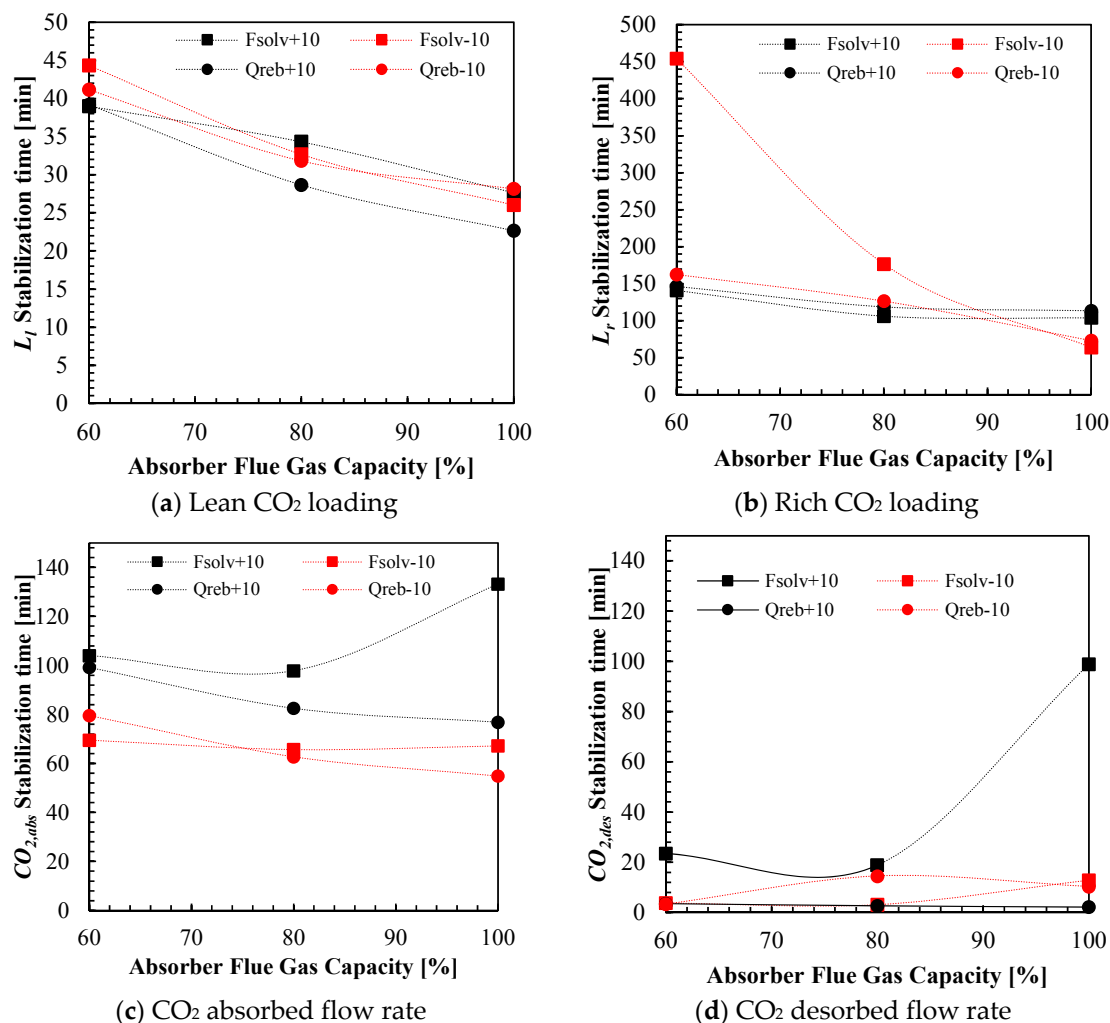 50
45
40
35
30
25
20
15
10
5
0
L_l Stabilization time [min]
Fsolv+10 Fsolv-10
Qreb+10 Qreb-10
60 70 80 90 100
Absorber Flue Gas Capacity [%]
(a) Lean CO₂ loading
500
450
400
350
300
250
200
150
100
50
0
L_r Stabilization time [min]
Fsolv+10 Fsolv-10
Qreb+10 Qreb-10
60 70 80 90 100
Absorber Flue Gas Capacity [%]
(b) Rich CO₂ loading
140
120
100
80
60
40
20
0
CO₂,abs Stabilization time [min]
Fsolv+10 Fsolv-10
Qreb+10 Qreb-10
60 70 80 90 100
Absorber Flue Gas Capacity [%]
(c) CO₂ absorbed flow rate
140
120
100
80
60
40
20
0
CO₂,des Stabilization time [min]
Fsolv+10 Fsolv-10
Qreb+10 Qreb-10
60 70 80 90 100
Absorber Flue Gas Capacity [%]
(d) CO₂ desorbed flow rate